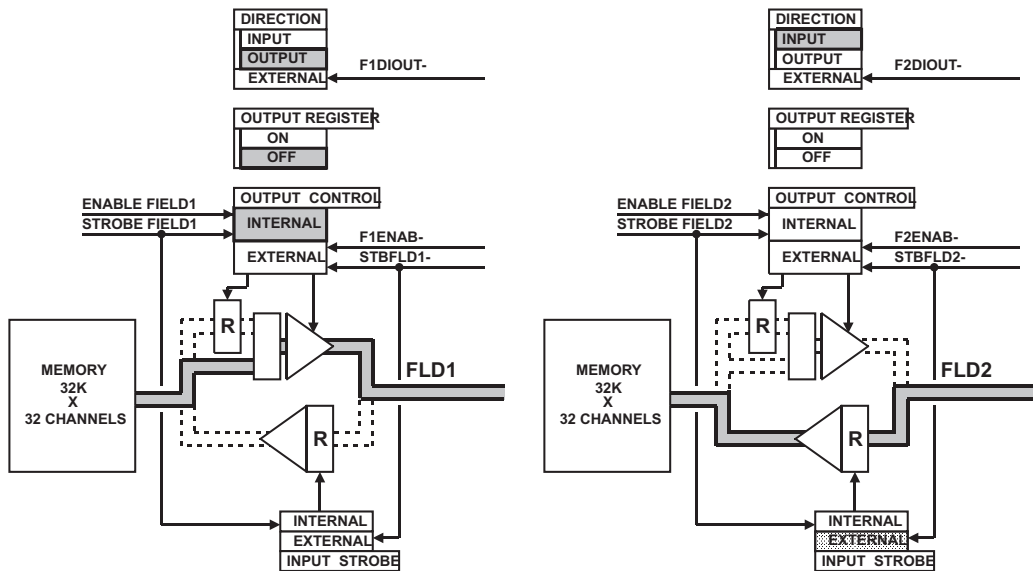 DIRECTION
INPUT
OUTPUT
EXTERNAL
F1DIOUT-
OUTPUT REGISTER
ON
OFF
OUTPUT CONTROL
ENABLE FIELD1
STROBE FIELD1
INTERNAL
EXTERNAL
F1ENAB-
STBFLD1-
R
MEMORY
32K
X
32 CHANNELS
FLD1
R
INTERNAL
EXTERNAL
INPUT STROBE
DIRECTION
INPUT
OUTPUT
EXTERNAL
F2DIOUT-
OUTPUT REGISTER
ON
OFF
OUTPUT CONTROL
ENABLE FIELD2
STROBE FIELD2
INTERNAL
EXTERNAL
F2ENAB-
STBFLD2-
R
MEMORY
32K
X
32 CHANNELS
FLD2
R
INTERNAL
EXTERNAL
INPUT STROBE